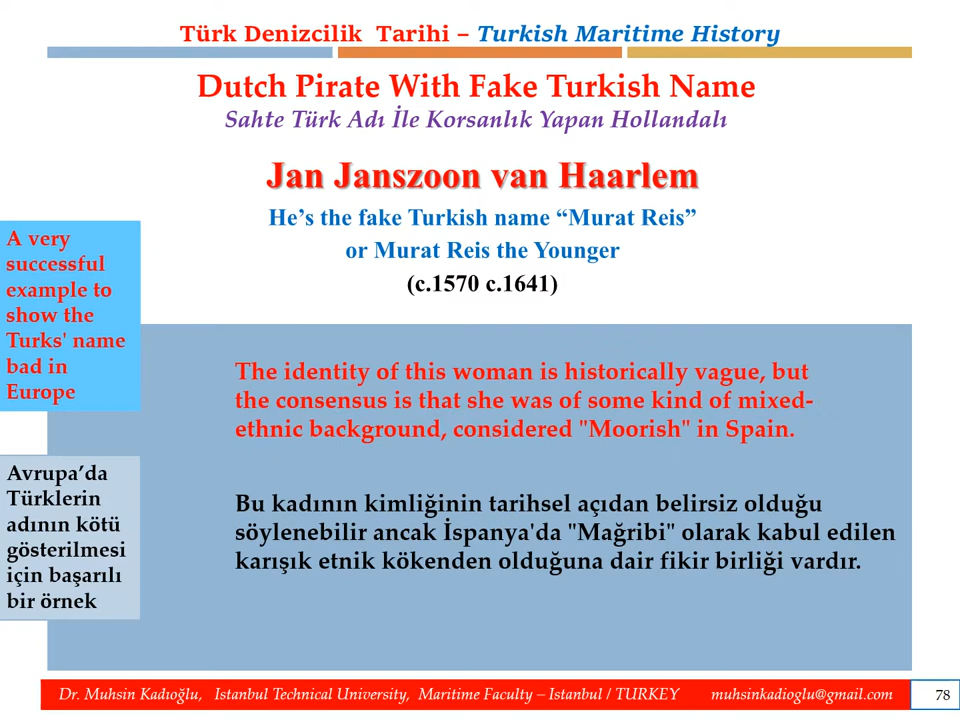 Türk Denizcilik Tarihi – Turkish Maritime History
Dutch Pirate With Fake Turkish Name
Sahte Türk Adı İle Korsanlık Yapan Hollandalı
Jan Janszoon van Haarlem
He’s the fake Turkish name “Murat Reis”
or Murat Reis the Younger
(c.1570 c.1641)
A very
successful
example to
show the
Turks' name
bad in
Europe
The identity of this woman is historically vague, but
the consensus is that she was of some kind of mixed-
ethnic background, considered "Moorish" in Spain.
Avrupa’da
Türklerin
adının kötü
gösterilmesi
için başarılı
bir örnek
Bu kadının kimliğinin tarihsel açıdan belirsiz olduğu
söylenebilir ancak İspanya'da "Mağribi" olarak kabul edilen
karışık etnik kökenden olduğuna dair fikir birliği vardır.
Dr. Muhsin Kadıoğlu, Istanbul Technical University, Maritime Faculty – Istanbul / TURKEY muhsinkadioglu@gmail.com 78